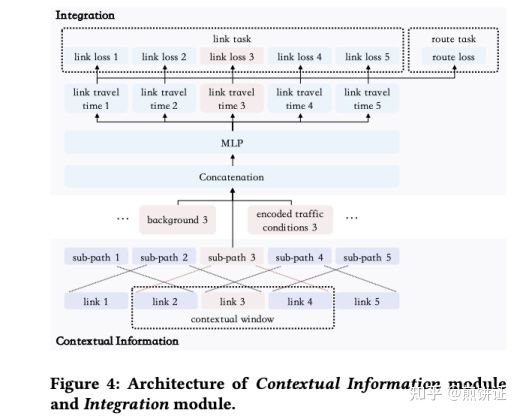 Integration
link task
route task
link loss 1 link loss 2 link loss 3 link loss 4 link loss 5 route loss
link travel time 1 link travel time 2 link travel time 3 link travel time 4 link travel time 5
MLP
Concatenation
... background 3 encoded traffic conditions 3 ...
sub-path 1 sub-path 2 sub-path 3 sub-path 4 sub-path 5
link 1 link 2 link 3 link 4 link 5
contextual window
Contextual Information
Figure 4: Architecture of Contextual Information module
and Integration module.
知乎 @煎饼证